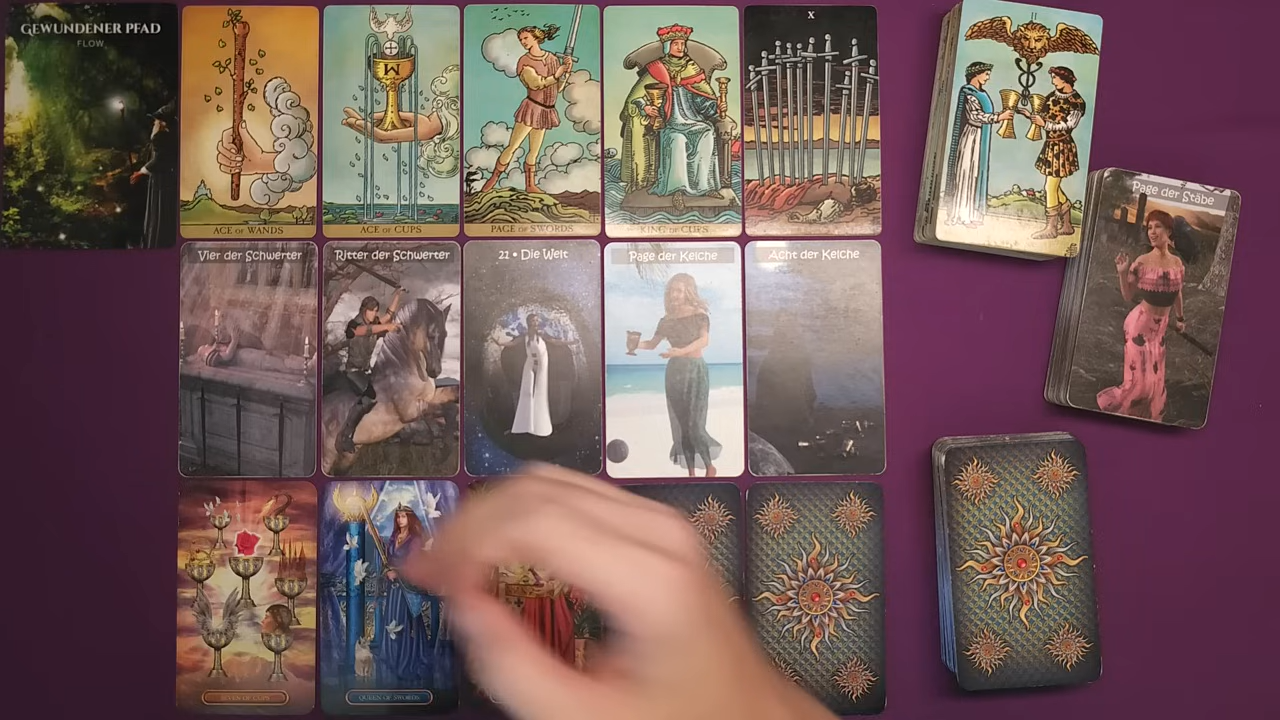 GEWUNDENER PFAD
FLOW
ACE OF WANDS
ACE OF CUPS
PAGE OF SWORDS
KING OF CUPS
X
II
Page der Stäbe
Vier der Schwerter
Ritter der Schwerter
21 • Die Welt
Page der Kelche
Acht der Kelche
SEVEN OF CUPS
QUEEN OF SWORDS